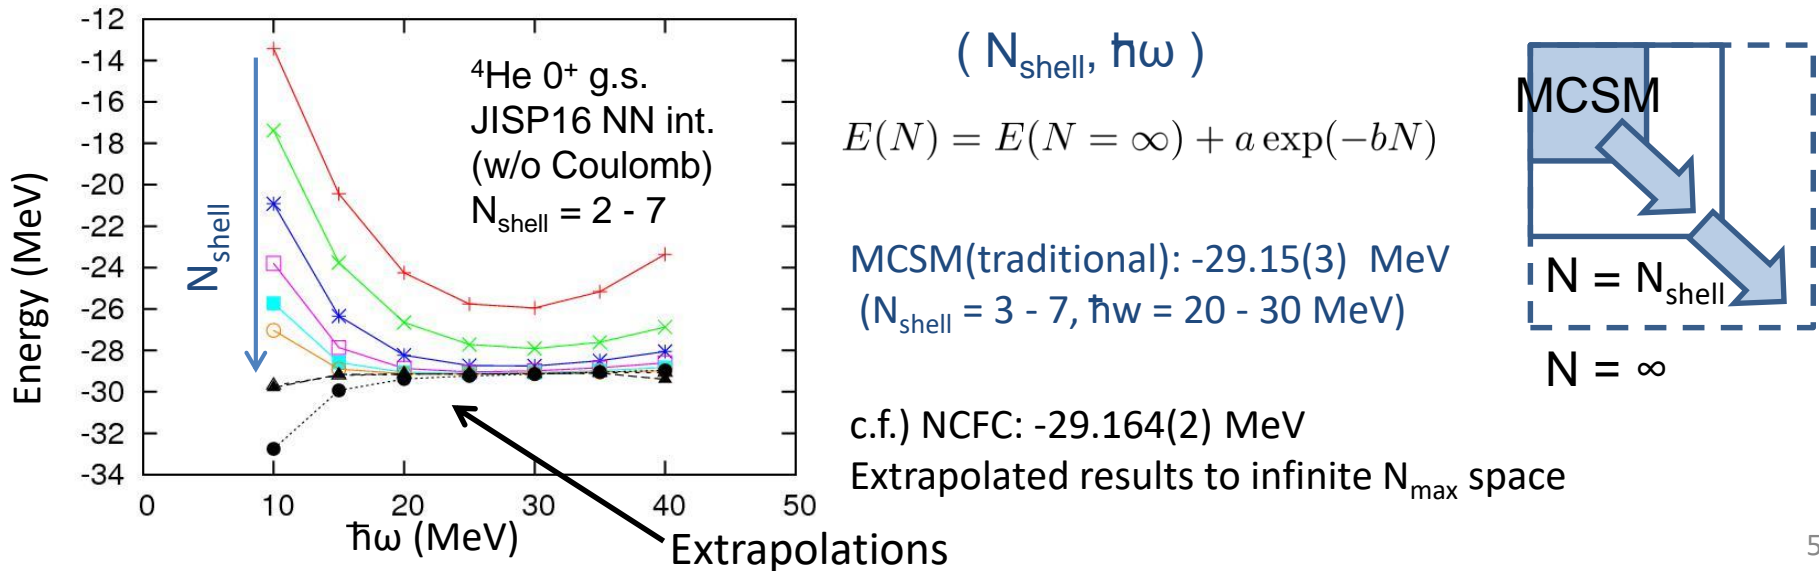 -12
-14
-16
-18
-20
-22
-24
-26
-28
-30
-32
-34
Energy (MeV)
N_shell
⁴He 0⁺ g.s.
JISP16 NN int.
(w/o Coulomb)
N_shell = 2 - 7
0 10 20 30 40 50
ħω (MeV)
Extrapolations
( N_shell, ħω )
E(N) = E(N = ∞) + a exp(−bN)
MCSM(traditional): -29.15(3) MeV
(N_shell = 3 - 7, ħw = 20 - 30 MeV)
c.f.) NCFC: -29.164(2) MeV
Extrapolated results to infinite N_max space
MCSM
N = N_shell
N = ∞
5